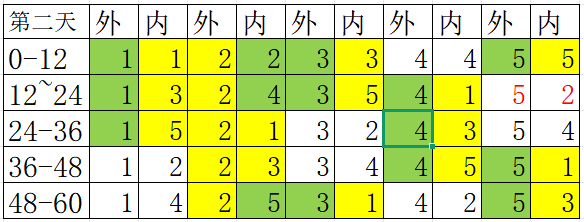 第二天 外 内 外 内 外 内 外 内 外 内
0-12 1 1 2 2 3 3 4 4 5 5
12~24 1 3 2 4 3 5 4 1 5 2
24-36 1 5 2 1 3 2 4 3 5 4
36-48 1 2 2 3 3 4 4 5 5 1
48-60 1 4 2 5 3 1 4 2 5 3